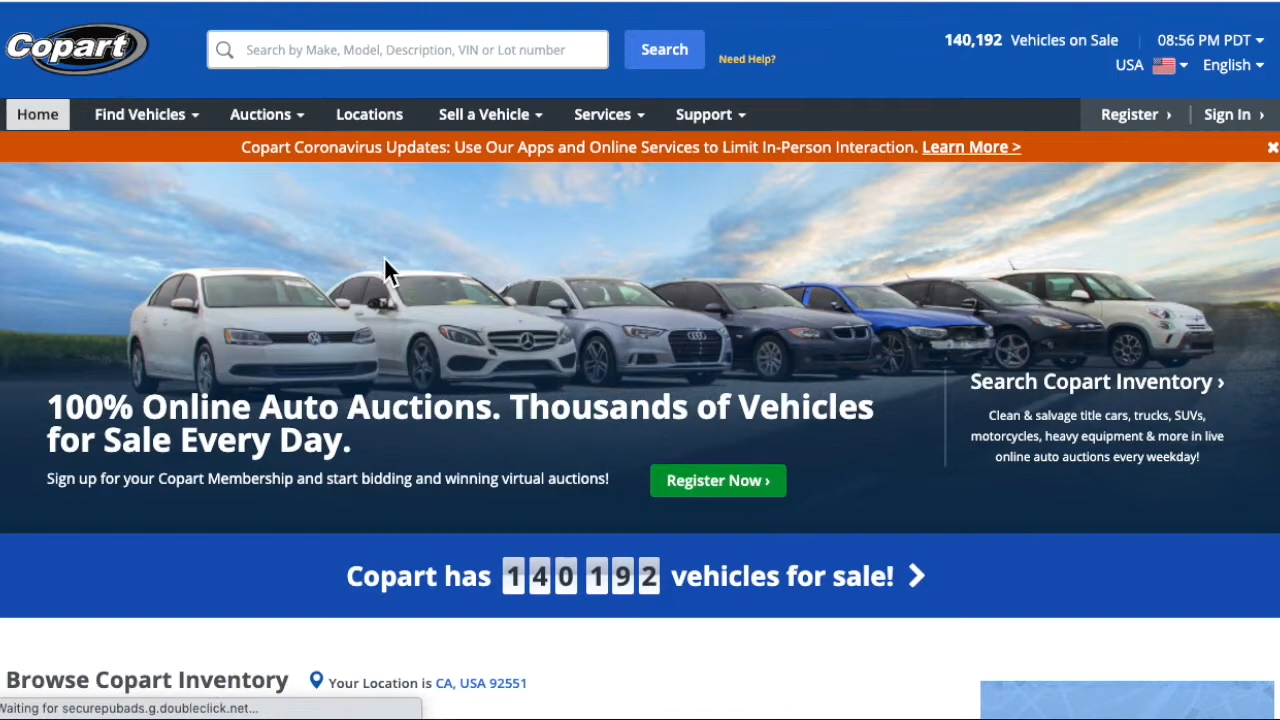 Copart
Search by Make, Model, Description, VIN or Lot number
Search
Need Help?
140,192 Vehicles on Sale
08:56 PM PDT
USA
English
Home
Find Vehicles
Auctions
Locations
Sell a Vehicle
Services
Support
Register ›
Sign In ›
Copart Coronavirus Updates: Use Our Apps and Online Services to Limit In-Person Interaction. Learn More >
100% Online Auto Auctions. Thousands of Vehicles
for Sale Every Day.
Sign up for your Copart Membership and start bidding and winning virtual auctions!
Register Now ›
Search Copart Inventory ›
Clean & salvage title cars, trucks, SUVs,
motorcycles, heavy equipment & more in live
online auto auctions every weekday!
Copart has 140192 vehicles for sale!
Browse Copart Inventory
Your Location is CA, USA 92551
Waiting for securepubads.g.doubleclick.net...